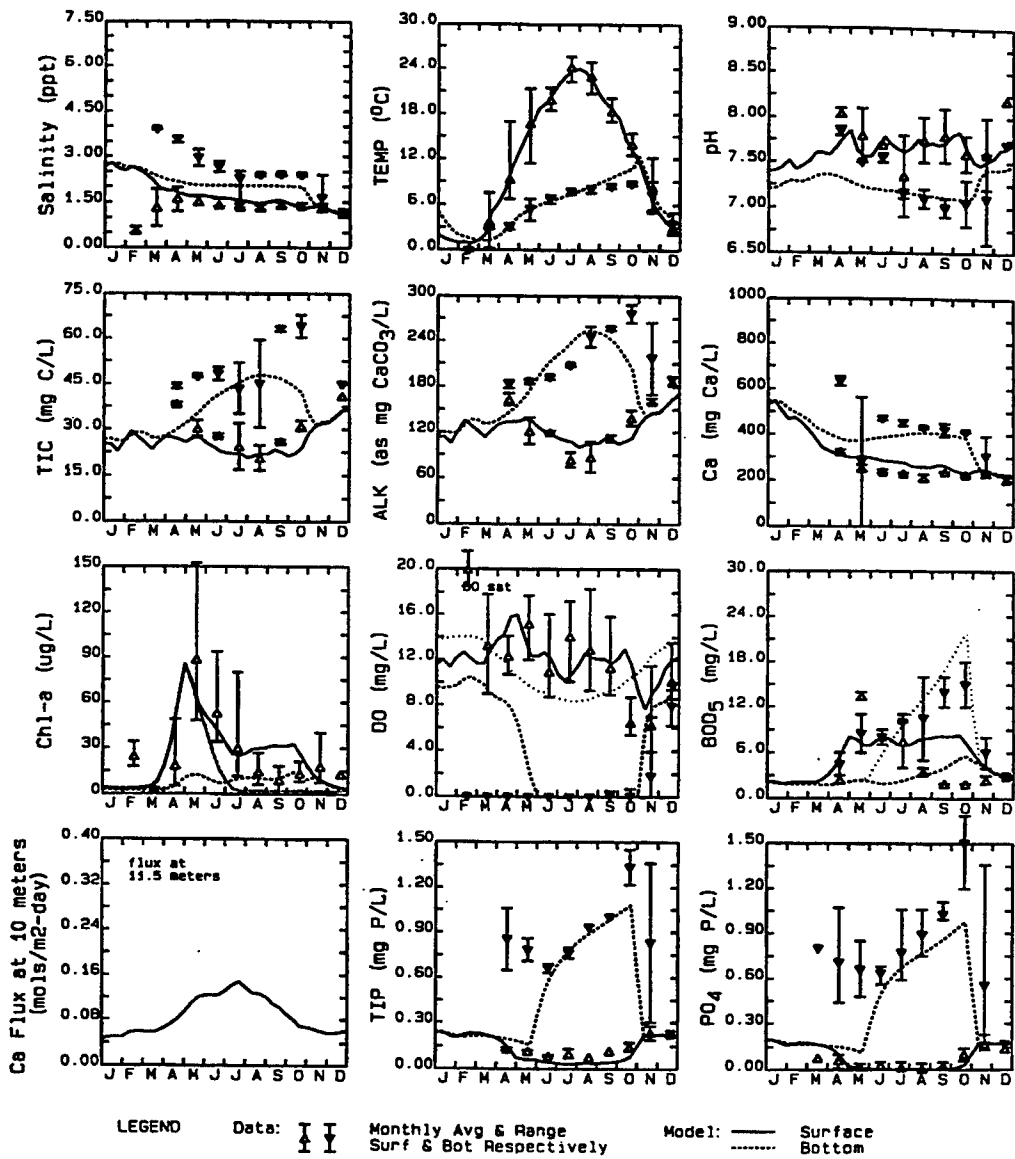 7.50
6.00
4.50
3.00
1.50
0.00
Salinity (ppt)
J F M A M J J A S O N D
30.0
24.0
18.0
12.0
6.0
0.0
TEMP (ºC)
J F M A M J J A S O N D
9.00
8.50
8.00
7.50
7.00
6.50
pH
J F M A M J J A S O N D
75.0
60.0
45.0
30.0
15.0
0.0
TIC (mg C/L)
J F M A M J J A S O N D
300
240
180
120
60
0
ALK (as mg CaCO3/L)
J F M A M J J A S O N D
1000
800
600
400
200
0
Ca (mg Ca/L)
J F M A M J J A S O N D
150
120
90
60
30
0
Chl-a (ug/L)
J F M A M J J A S O N D
20.0
16.0
12.0
8.0
4.0
0.0
DO (mg/L)
DO sat
J F M A M J J A S O N D
30.0
24.0
18.0
12.0
6.0
0.0
BOD5 (mg/L)
J F M A M J J A S O N D
0.40
0.32
0.24
0.16
0.08
0.00
Ca Flux at 10 meters
(mols/m2-day)
flux at
11.5 meters
J F M A M J J A S O N D
1.50
1.20
0.90
0.60
0.30
0.00
TIP (mg P/L)
J F M A M J J A S O N D
1.50
1.20
0.90
0.60
0.30
0.00
PO4 (mg P/L)
J F M A M J J A S O N D
LEGEND Data: Monthly Avg & Range Model: Surface
Surf & Bot Respectively Bottom